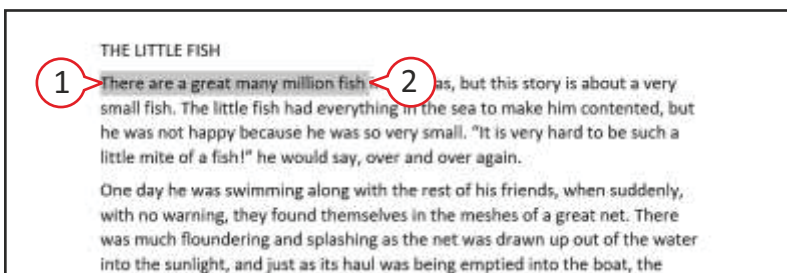 THE LITTLE FISH
1 There are a great many million fish 2 as, but this story is about a very
small fish. The little fish had everything in the sea to make him contented, but
he was not happy because he was so very small. "It is very hard to be such a
little mite of a fish!" he would say, over and over again.
One day he was swimming along with the rest of his friends, when suddenly,
with no warning, they found themselves in the meshes of a great net. There
was much floundering and splashing as the net was drawn up out of the water
into the sunlight, and just as its haul was being emptied into the boat, the